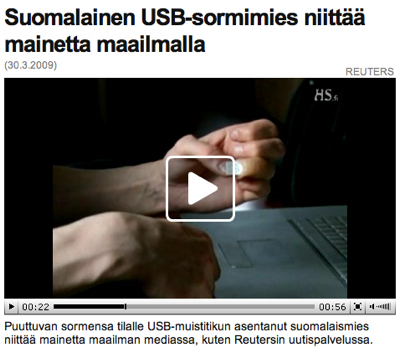 Suomalainen USB-sormimies niittää
mainetta maailmalla
(30.3.2009)
REUTERS
HS.fi
00:22
00:56
Puuttuvan sormensa tilalle USB-muistitikun asentanut suomalaismies
niittää mainetta maailman mediassa, kuten Reutersin uutispalvelussa.